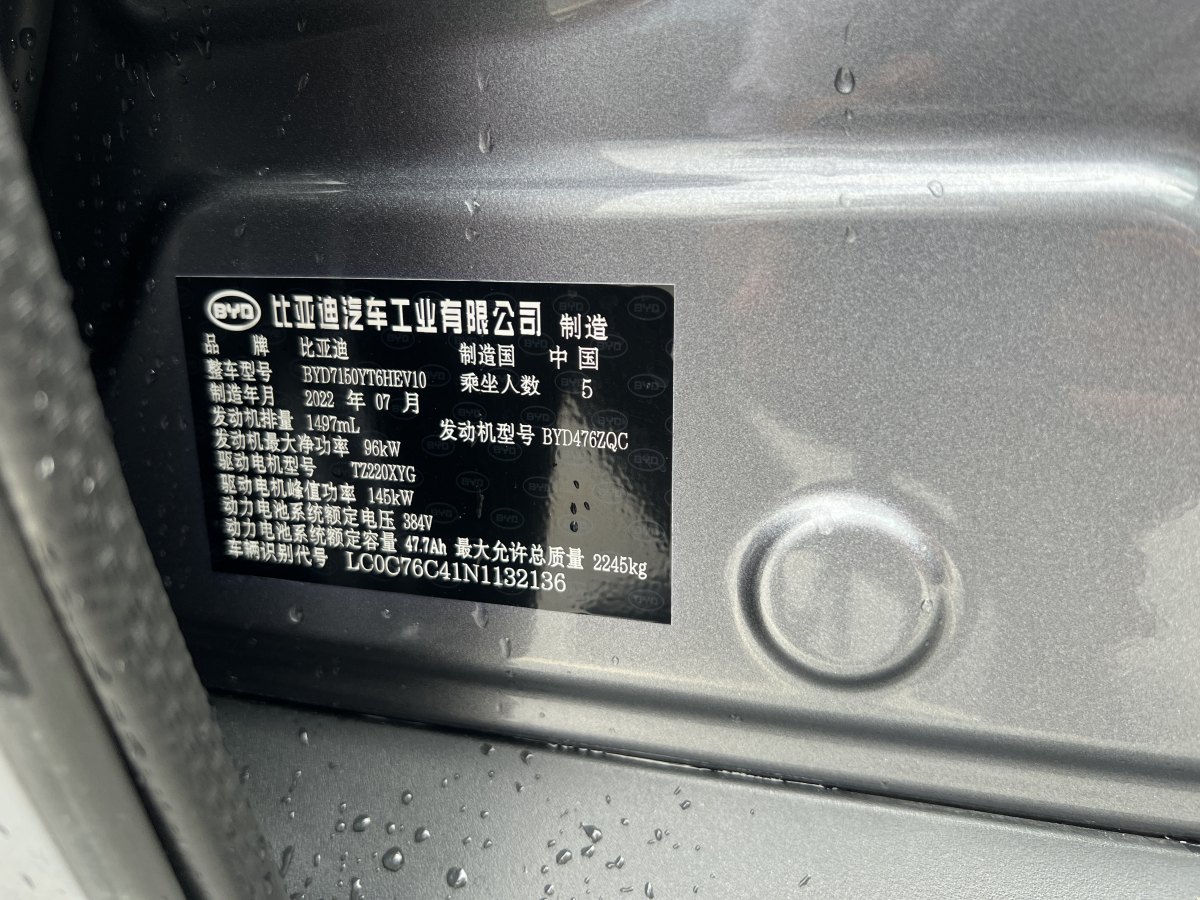 BYD 比亚迪汽车工业有限公司 制造
品 牌 比亚迪 制造国 中 国
整车型号 BYD7150YT6HEV10 乘坐人数 5
制造年月 2022 年 07 月
发动机排量 1497mL 发动机型号 BYD476ZQC
发动机最大净功率 96kW
驱动电机型号 TZ220XYG
驱动电机峰值功率 145kW
动力电池系统额定电压 384V
动力电池系统额定容量 47.7Ah 最大允许总质量 2245kg
车辆识别代号 LC0C76C41N1132136